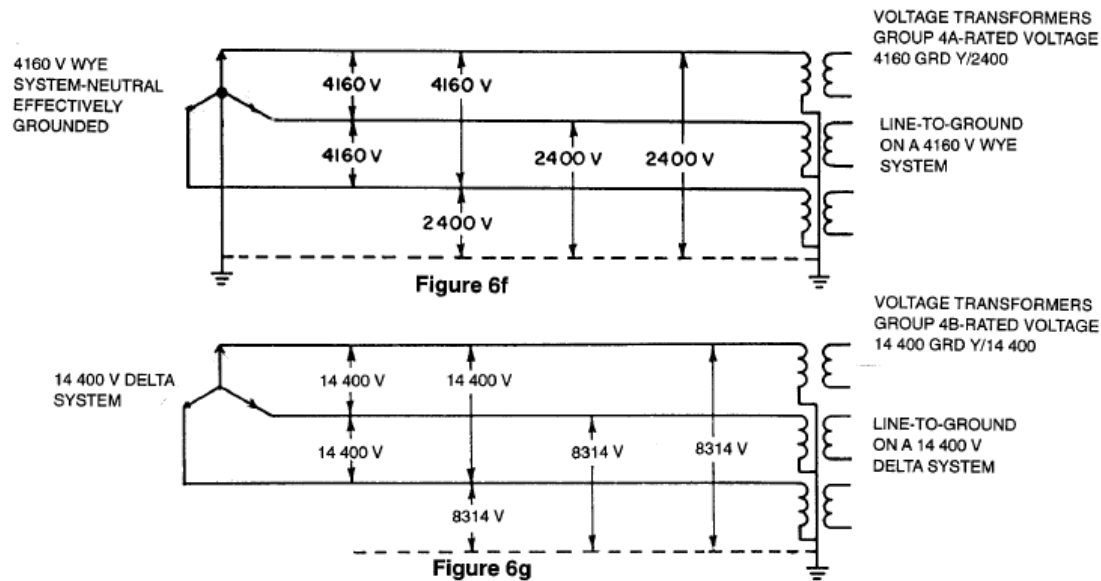 4160 V WYE
SYSTEM-NEUTRAL
EFFECTIVELY
GROUNDED
4160 V
4160 V
4160 V
2400 V
2400 V
2400 V
VOLTAGE TRANSFORMERS
GROUP 4A-RATED VOLTAGE
4160 GRD Y/2400
LINE-TO-GROUND
ON A 4160 V WYE
SYSTEM
Figure 6f
14 400 V DELTA
SYSTEM
14 400 V
14 400 V
14 400 V
8314 V
8314 V
8314 V
VOLTAGE TRANSFORMERS
GROUP 4B-RATED VOLTAGE
14 400 GRD Y/14 400
LINE-TO-GROUND
ON A 14 400 V
DELTA SYSTEM
Figure 6g